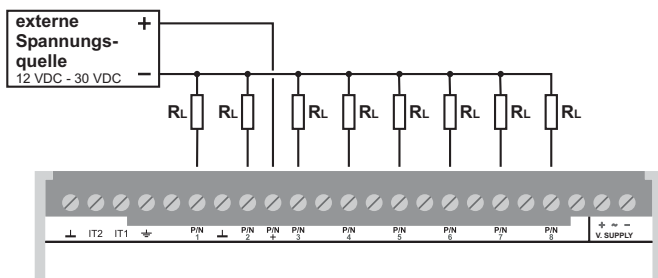 externe +
Spannungs-
quelle
12 VDC - 30 VDC −
RL RL RL RL RL RL RL RL
⊥ IT2 IT1 ⏚ P/N ⊥ P/N P/N P/N P/N P/N P/N P/N P/N + ~ −
1 2 + 3 4 5 6 7 8 V. SUPPLY